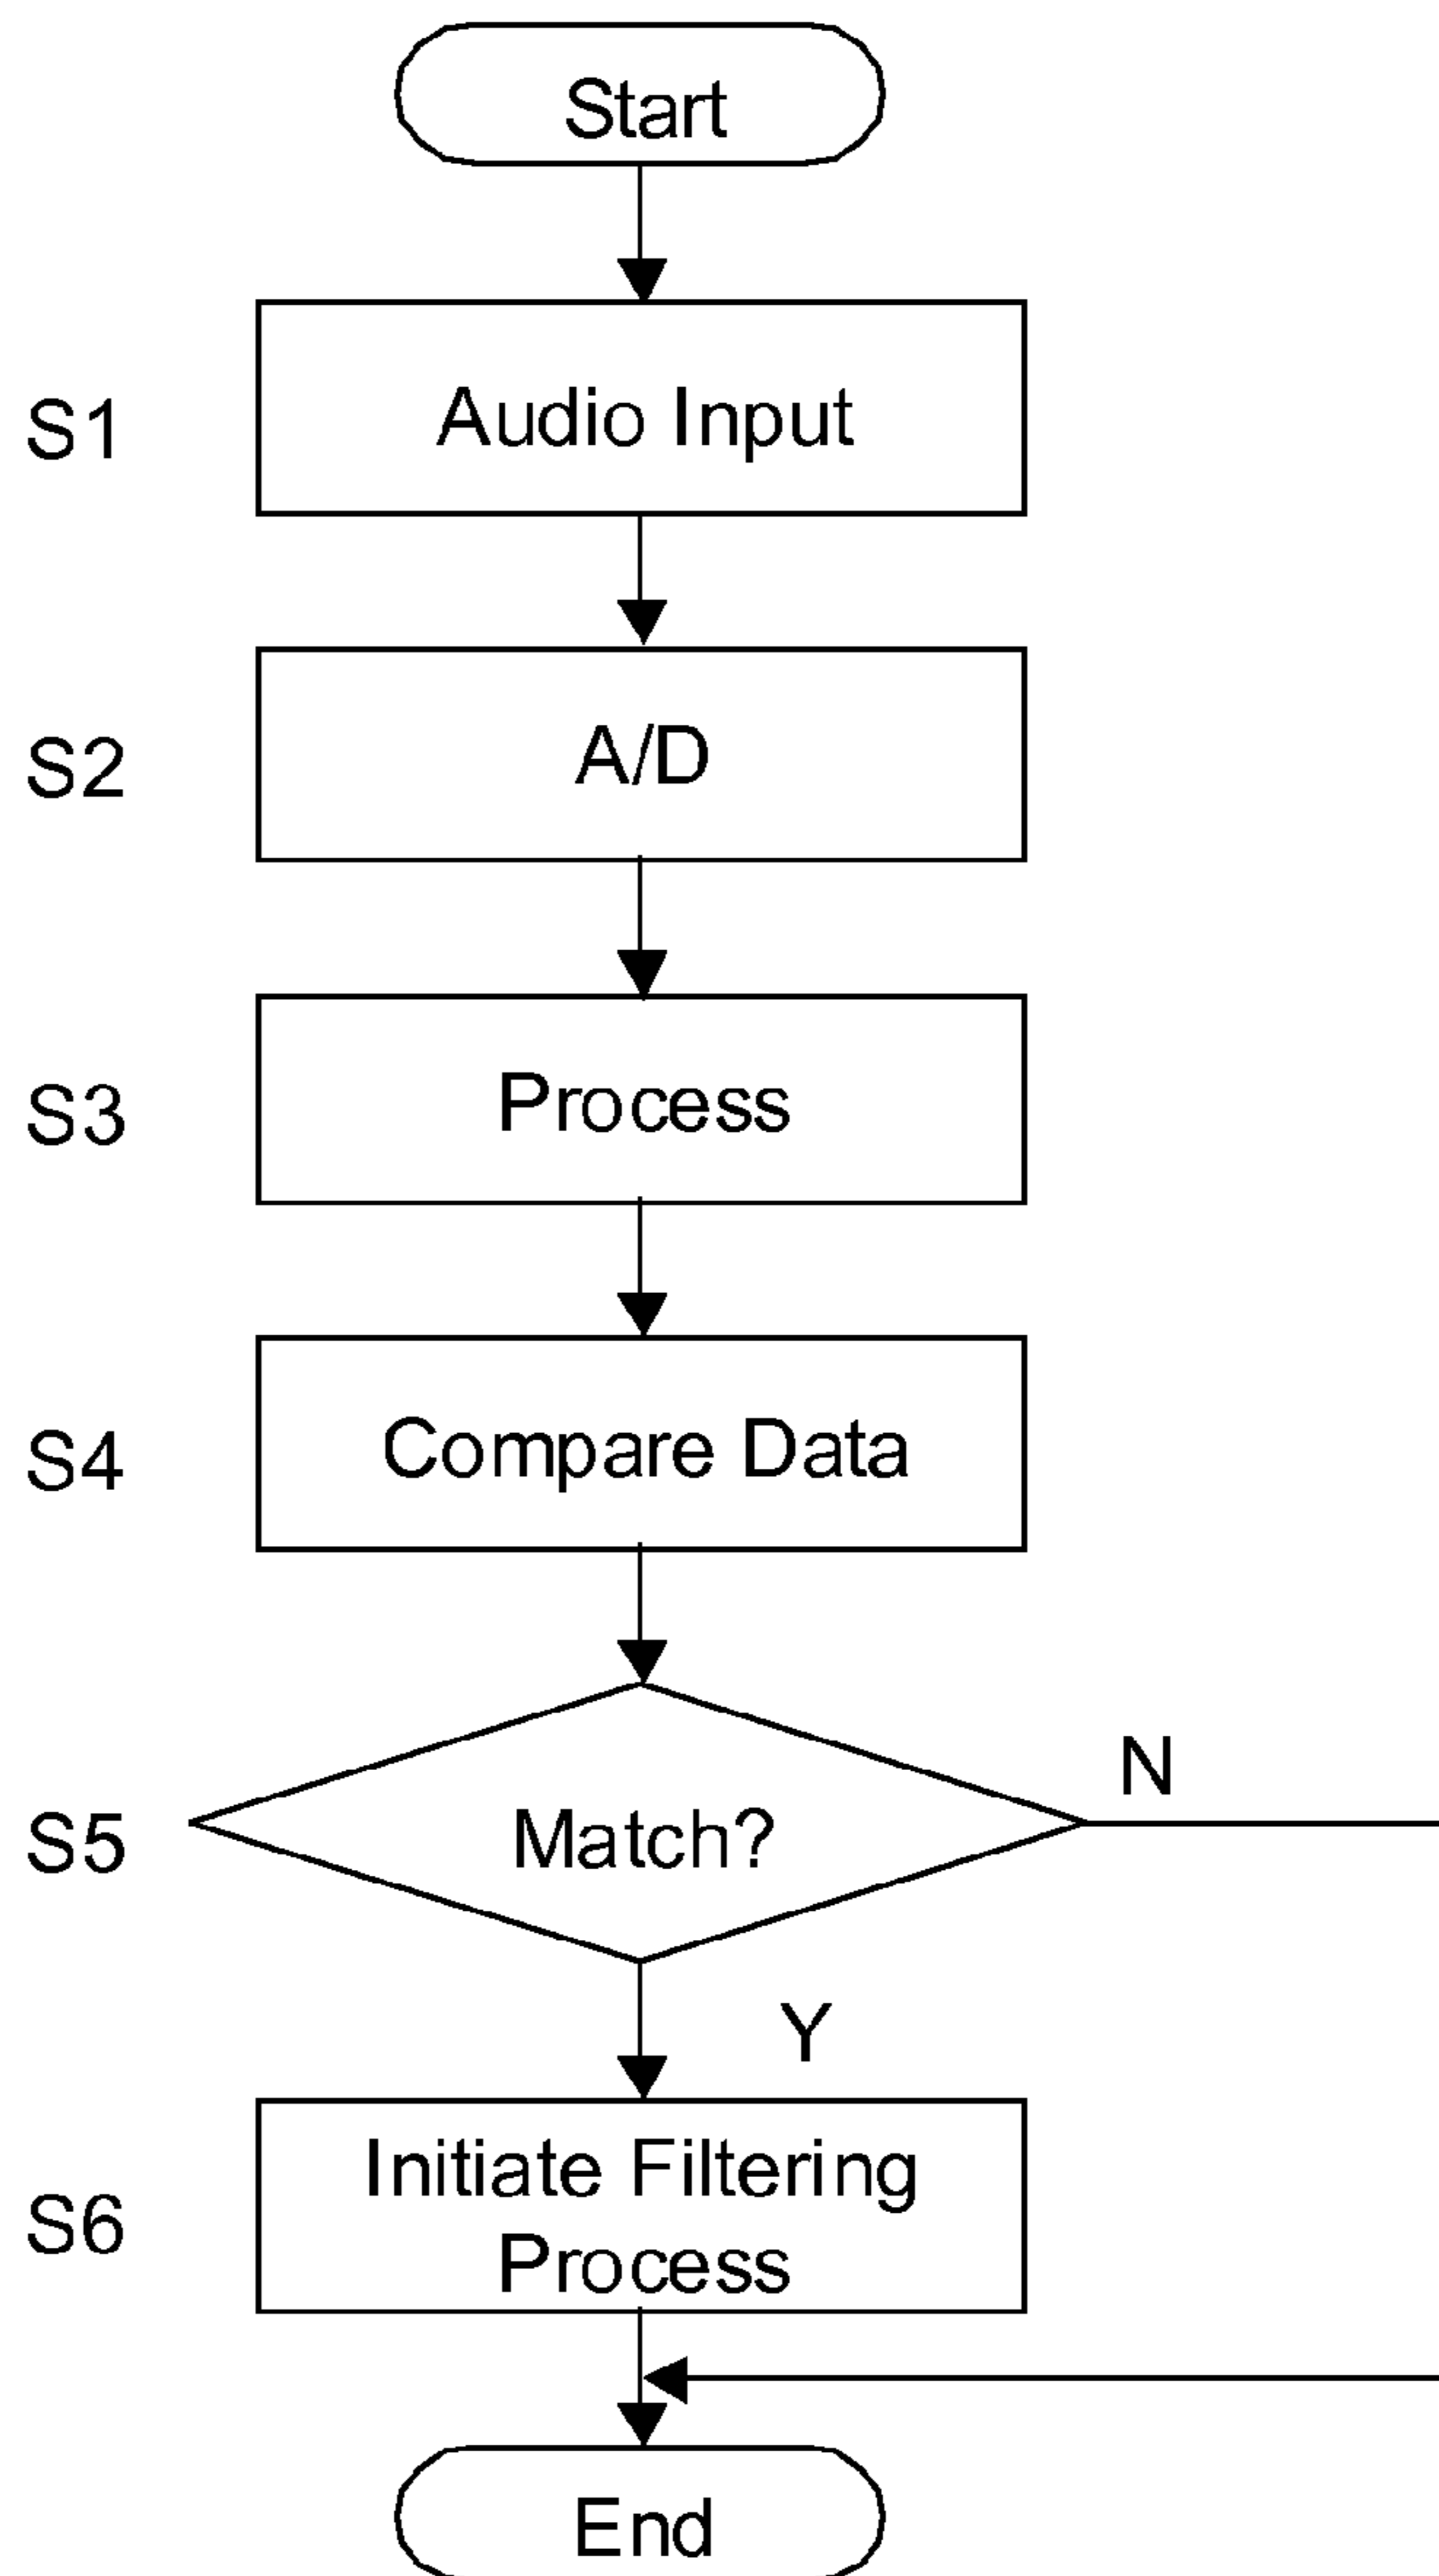 Start
S1
Audio Input
S2
A/D
S3
Process
S4
Compare Data
S5
Match?
N
Y
S6
Initiate Filtering
Process
End